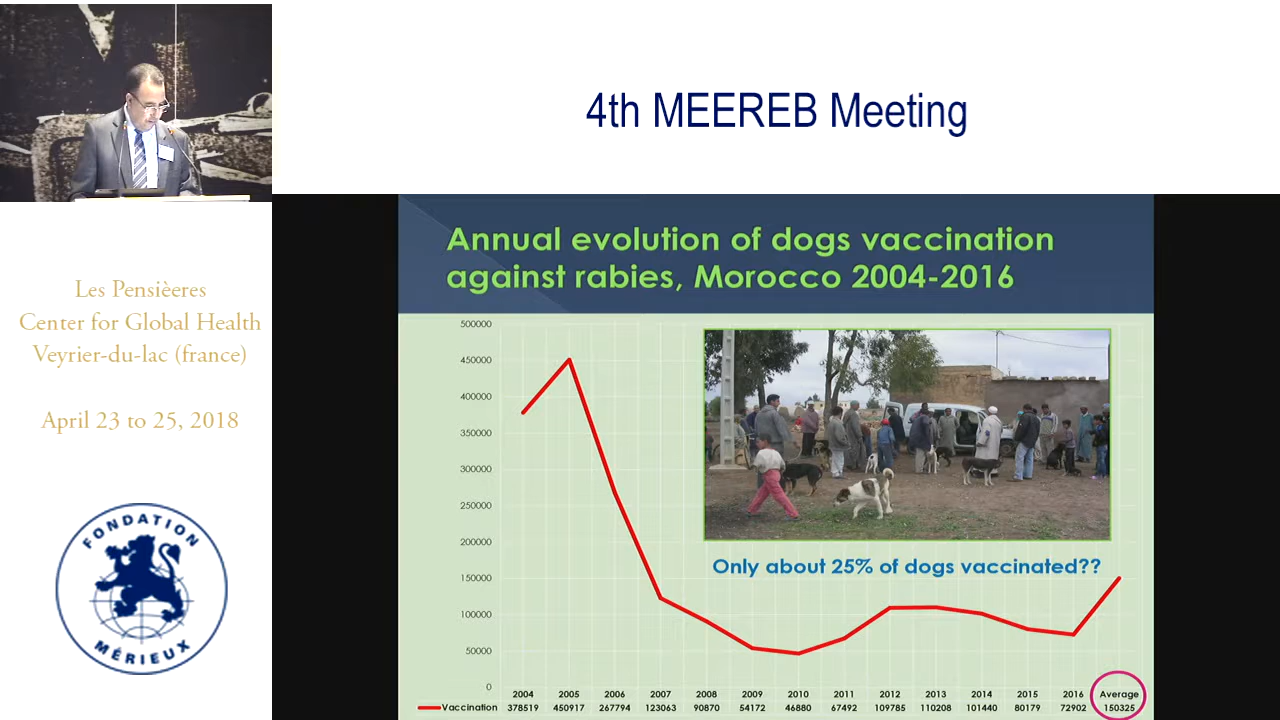 4th MEEREB Meeting
Les Pensièeres
Center for Global Health
Veyrier-du-lac (france)
April 23 to 25, 2018
FONDATION
MÉRIEUX
Annual evolution of dogs vaccination
against rabies, Morocco 2004-2016
500000
450000
400000
350000
300000
250000
200000
150000
100000
50000
0
Only about 25% of dogs vaccinated??
2004 2005 2006 2007 2008 2009 2010 2011 2012 2013 2014 2015 2016 Average
Vaccination 378519 450917 267794 123063 90870 54172 46880 67492 109785 110208 101440 80179 72902 150325